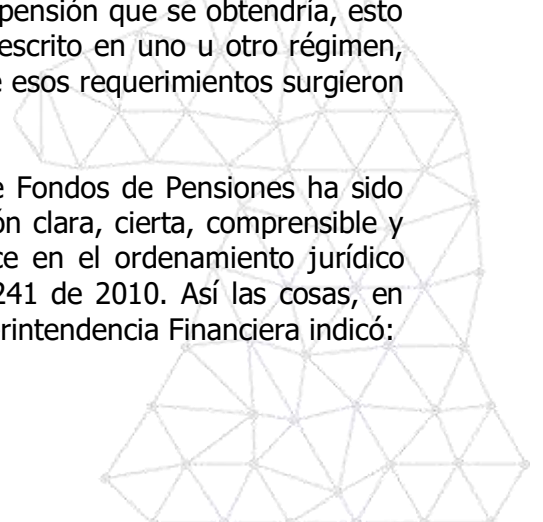 pensión que se obtendría, esto
escrito en uno u otro régimen,
esos requerimientos surgieron
Fondos de Pensiones ha sido
ón clara, cierta, comprensible y
ce en el ordenamiento jurídico
241 de 2010. Así las cosas, en
rintendencia Financiera indicó: